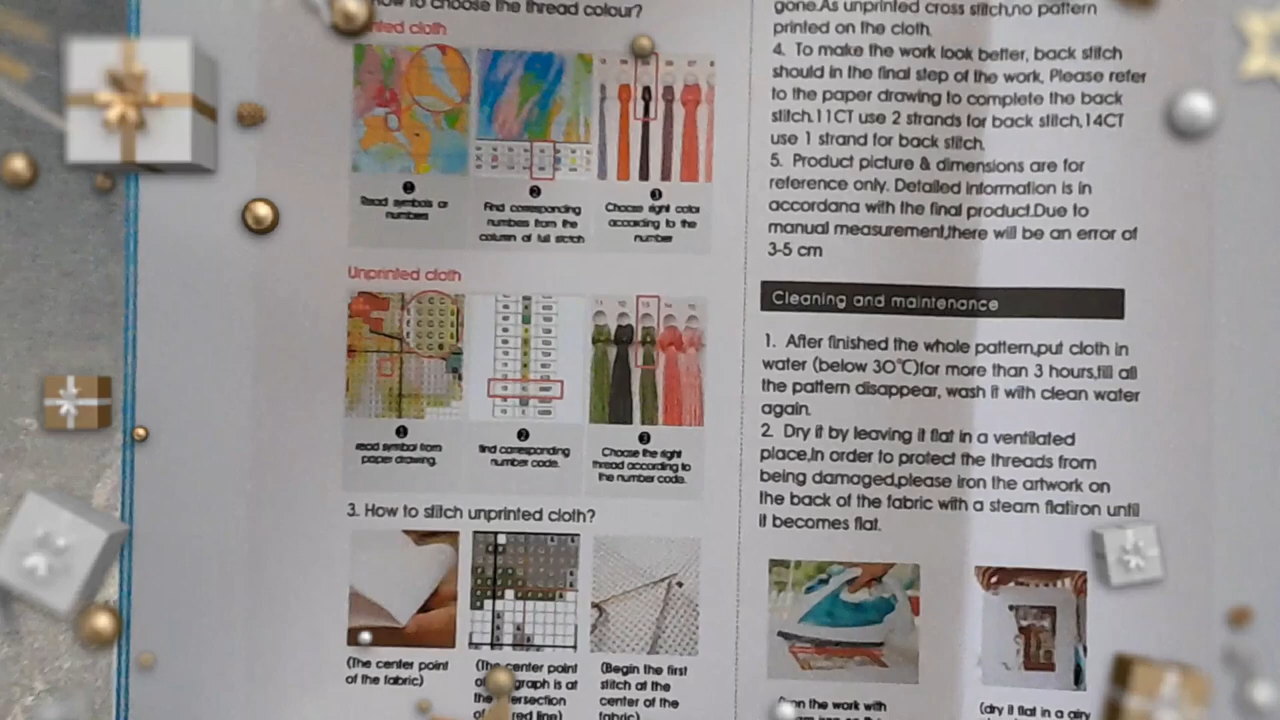 to choose the thread colour?
cloth
Read symbols or
numbers
Find corresponding
numbers from the
column of full stotch
Choose right color
according to the
number
Unprinted cloth
read symbol from
paper drawing.
find corresponding
number code.
Choose the right
thread according to
the number code.
3. How to stitch unprinted cloth?
(The center point
of the fabric)
(The center point
graph is at
the
red line)
(Begin the first
stitch at the
center of the
fabric)
gone.As unprinted cross stitch,no pattern
printed on the cloth.
4. To make the work look better, back stitch
should in the final step of the work, Please refer
to the paper drawing to complete the back
stitch.11CT use 2 strands for back stitch,14CT
use 1 strand for back stitch.
5. Product picture & dimensions are for
reference only. Detailed information is in
accordana with the final product.Due to
manual measurement,there will be an error of
3-5 cm
Cleaning and maintenance
1. After finished the whole pattern,put cloth in
water (below 30℃)for more than 3 hours,till all
the pattern disappear, wash it with clean water
again.
2. Dry it by leaving it flat in a ventilated
place,In order to protect the threads from
being damaged,please iron the artwork on
the back of the fabric with a steam flatiron until
it becomes flat.
the work with
(dry it flat in a airy